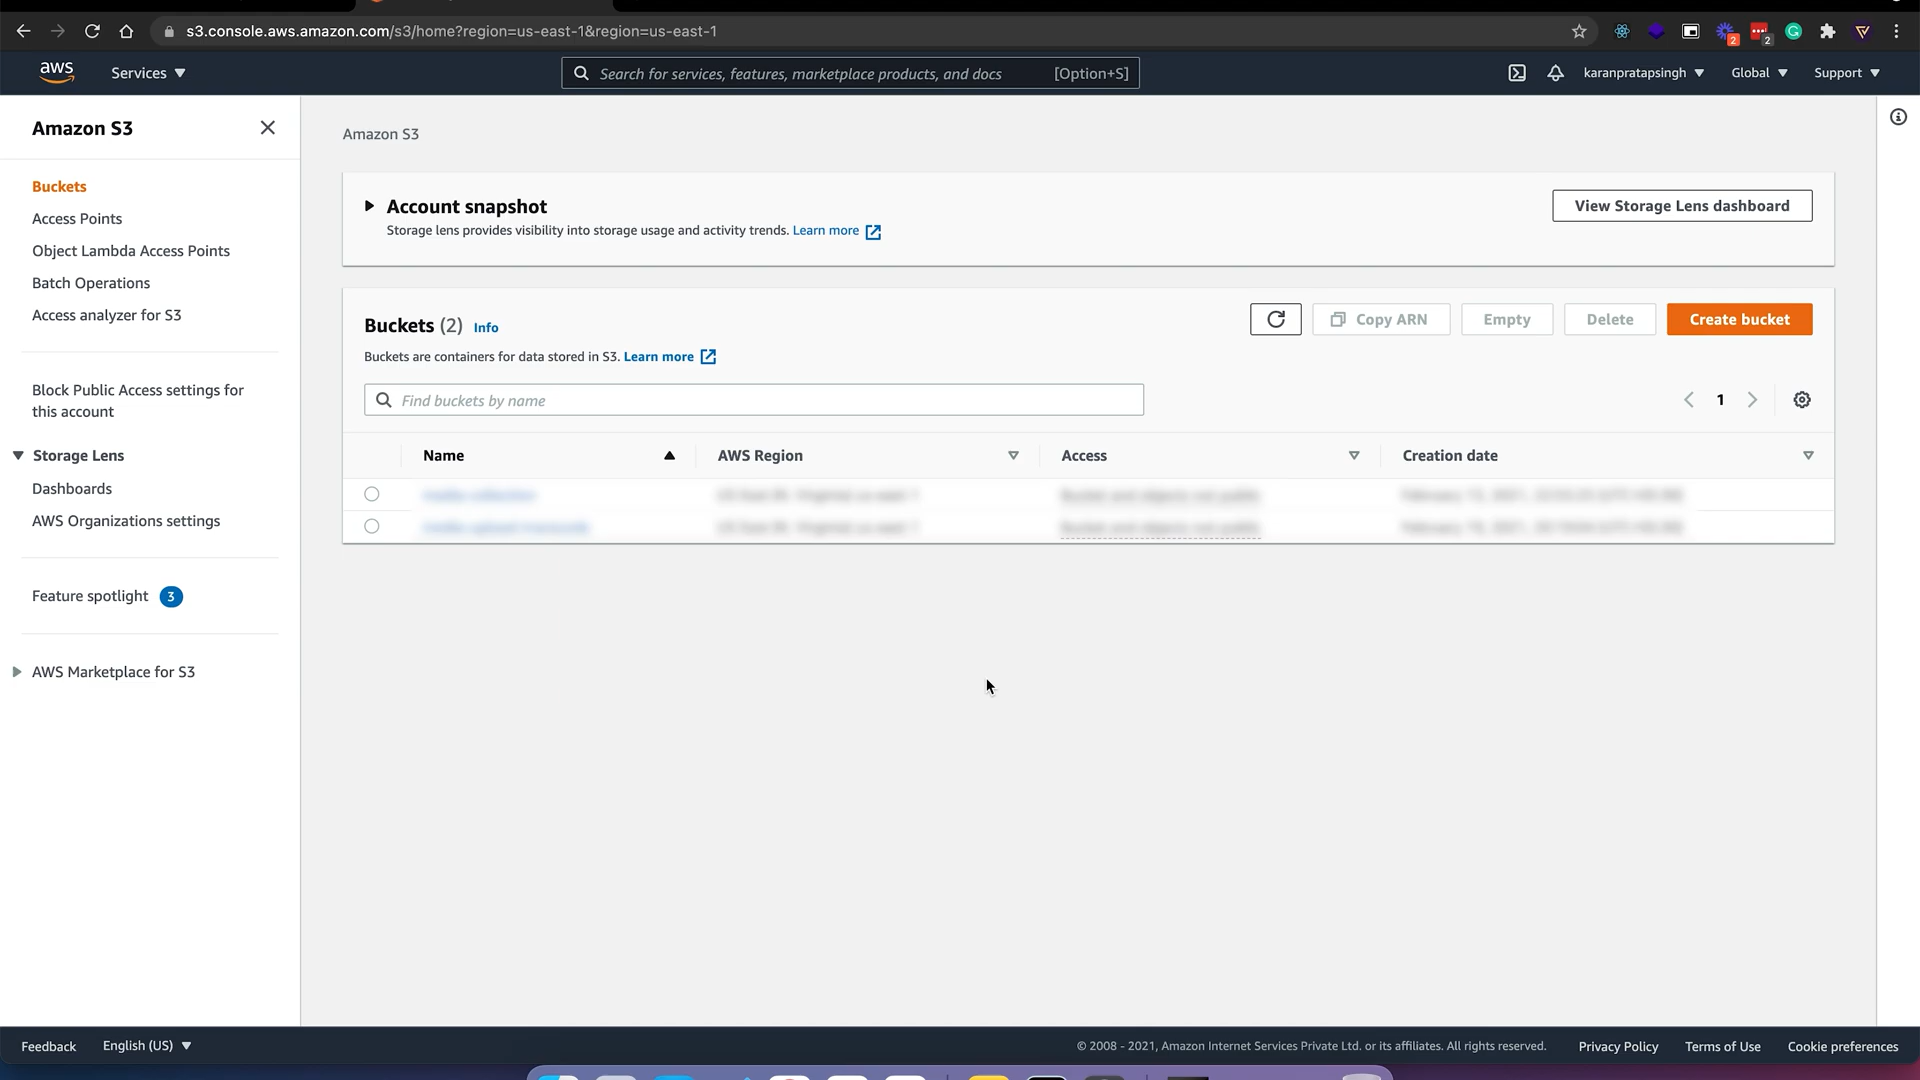 s3.console.aws.amazon.com/s3/home?region=us-east-1&region=us-east-1
2
2
aws
Services
Search for services, features, marketplace products, and docs
[Option+S]
karanpratapsingh
Global
Support
Amazon S3
Buckets
Access Points
Object Lambda Access Points
Batch Operations
Access analyzer for S3
Block Public Access settings for
this account
Storage Lens
Dashboards
AWS Organizations settings
Feature spotlight 3
AWS Marketplace for S3
Amazon S3
Account snapshot
Storage lens provides visibility into storage usage and activity trends. Learn more
View Storage Lens dashboard
Buckets (2) Info
Buckets are containers for data stored in S3. Learn more
Copy ARN
Empty
Delete
Create bucket
Find buckets by name
1
Name
AWS Region
Access
Creation date
Feedback
English (US)
© 2008 - 2021, Amazon Internet Services Private Ltd. or its affiliates. All rights reserved.
Privacy Policy
Terms of Use
Cookie preferences